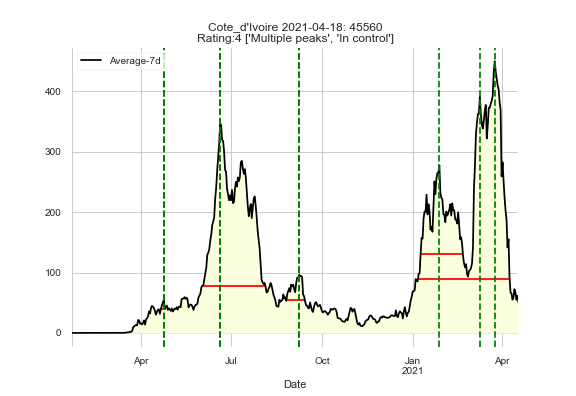 Cote_d'Ivoire 2021-04-18: 45560
Rating:4 ['Multiple peaks', 'In control']
Average-7d
400
300
200
100
0
Apr
Jul
Oct
Jan
2021
Apr
Date